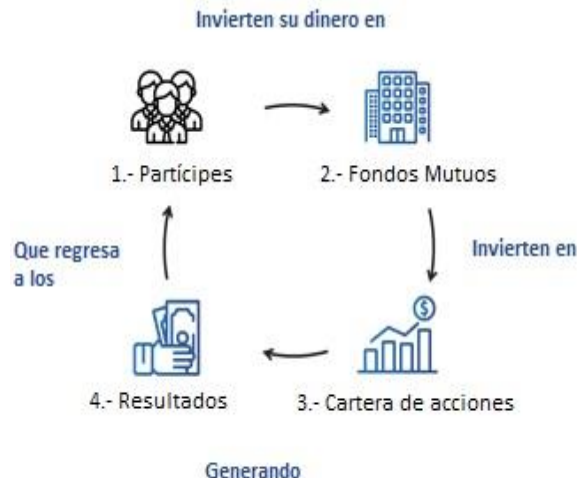 Invierten su dinero en
1.- Partícipes
2.- Fondos Mutuos
Que regresa
a los
Invierten en
$
4.- Resultados
3.- Cartera de acciones
Generando